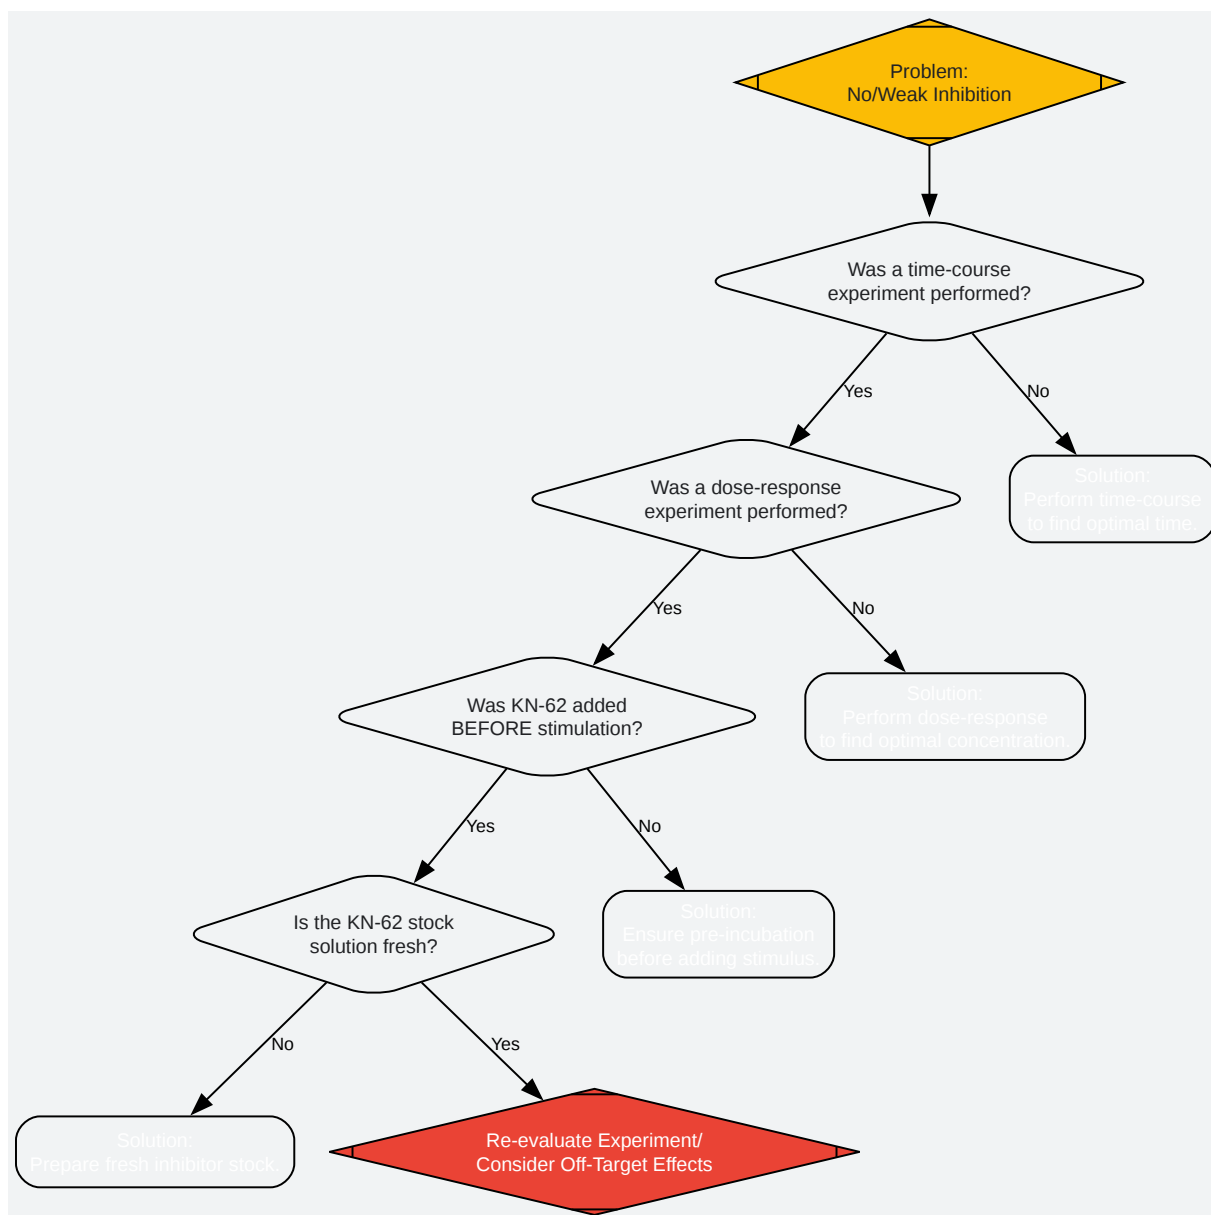 Problem:
No/Weak Inhibition
Was a time-course
experiment performed?
Yes
No
Was a dose-response
experiment performed?
Solution:
Perform time-course
to find optimal time.
Yes
No
Was KN-62 added
BEFORE stimulation?
Solution:
Perform dose-response
to find optimal concentration.
Yes
No
Is the KN-62 stock
solution fresh?
Solution:
Ensure pre-incubation
before adding stimulus.
No
Yes
Solution:
Prepare fresh inhibitor stock.
Re-evaluate Experiment/
Consider Off-Target Effects